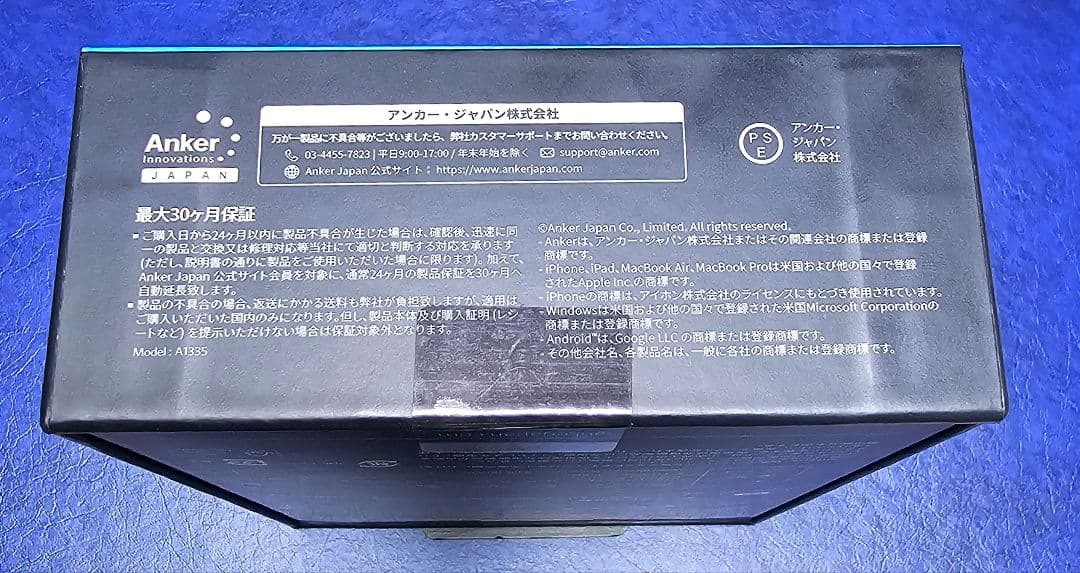 Anker
Innovations
JAPAN
アンカー・ジャパン株式会社
万が一製品に不具合等がございましたら、弊社カスタマーサポートまでお問い合わせください。
03-4455-7823 | 平日9:00-17:00 / 年末年始を除く support@anker.com
Anker Japan 公式サイト : https://www.ankerjapan.com
PSE
アンカー・
ジャパン
株式会社
最大30ヶ月保証
■ ご購入日から24ヶ月以内に製品不具合が生じた場合は、確認後、迅速に同
一の製品と交換又は修理対応等当社にて適切と判断する対応を承ります
(ただし、説明書の通りに製品をご使用いただいた場合に限ります)。加えて、
Anker Japan 公式サイト会員を対象に、通常24ヶ月の製品保証を30ヶ月へ
自動延長致します。
■ 製品の不具合の場合、返送にかかる送料も弊社が負担致しますが、適用は
ご購入いただいた国内のみになります。但し、製品本体及び購入証明 (レシ
ートなど) を提示いただけない場合は保証対象外となります。
Model : A1335
©Anker Japan Co., Limited. All rights reserved.
- Ankerは、アンカー・ジャパン株式会社またはその関連会社の商標または登録
商標です。
- iPhone、iPad、MacBook Air、MacBook Proは米国および他の国々で登録
されたApple Inc.の商標です。
- iPhoneの商標は、アイホン株式会社のライセンスにもとづき使用されています。
- Windowsは米国および他の国々で登録された米国Microsoft Corporationの
商標または登録商標です。
- Android™は、Google LLC の商標または登録商標です。
- その他会社名、各製品名は、一般に各社の商標または登録商標です。